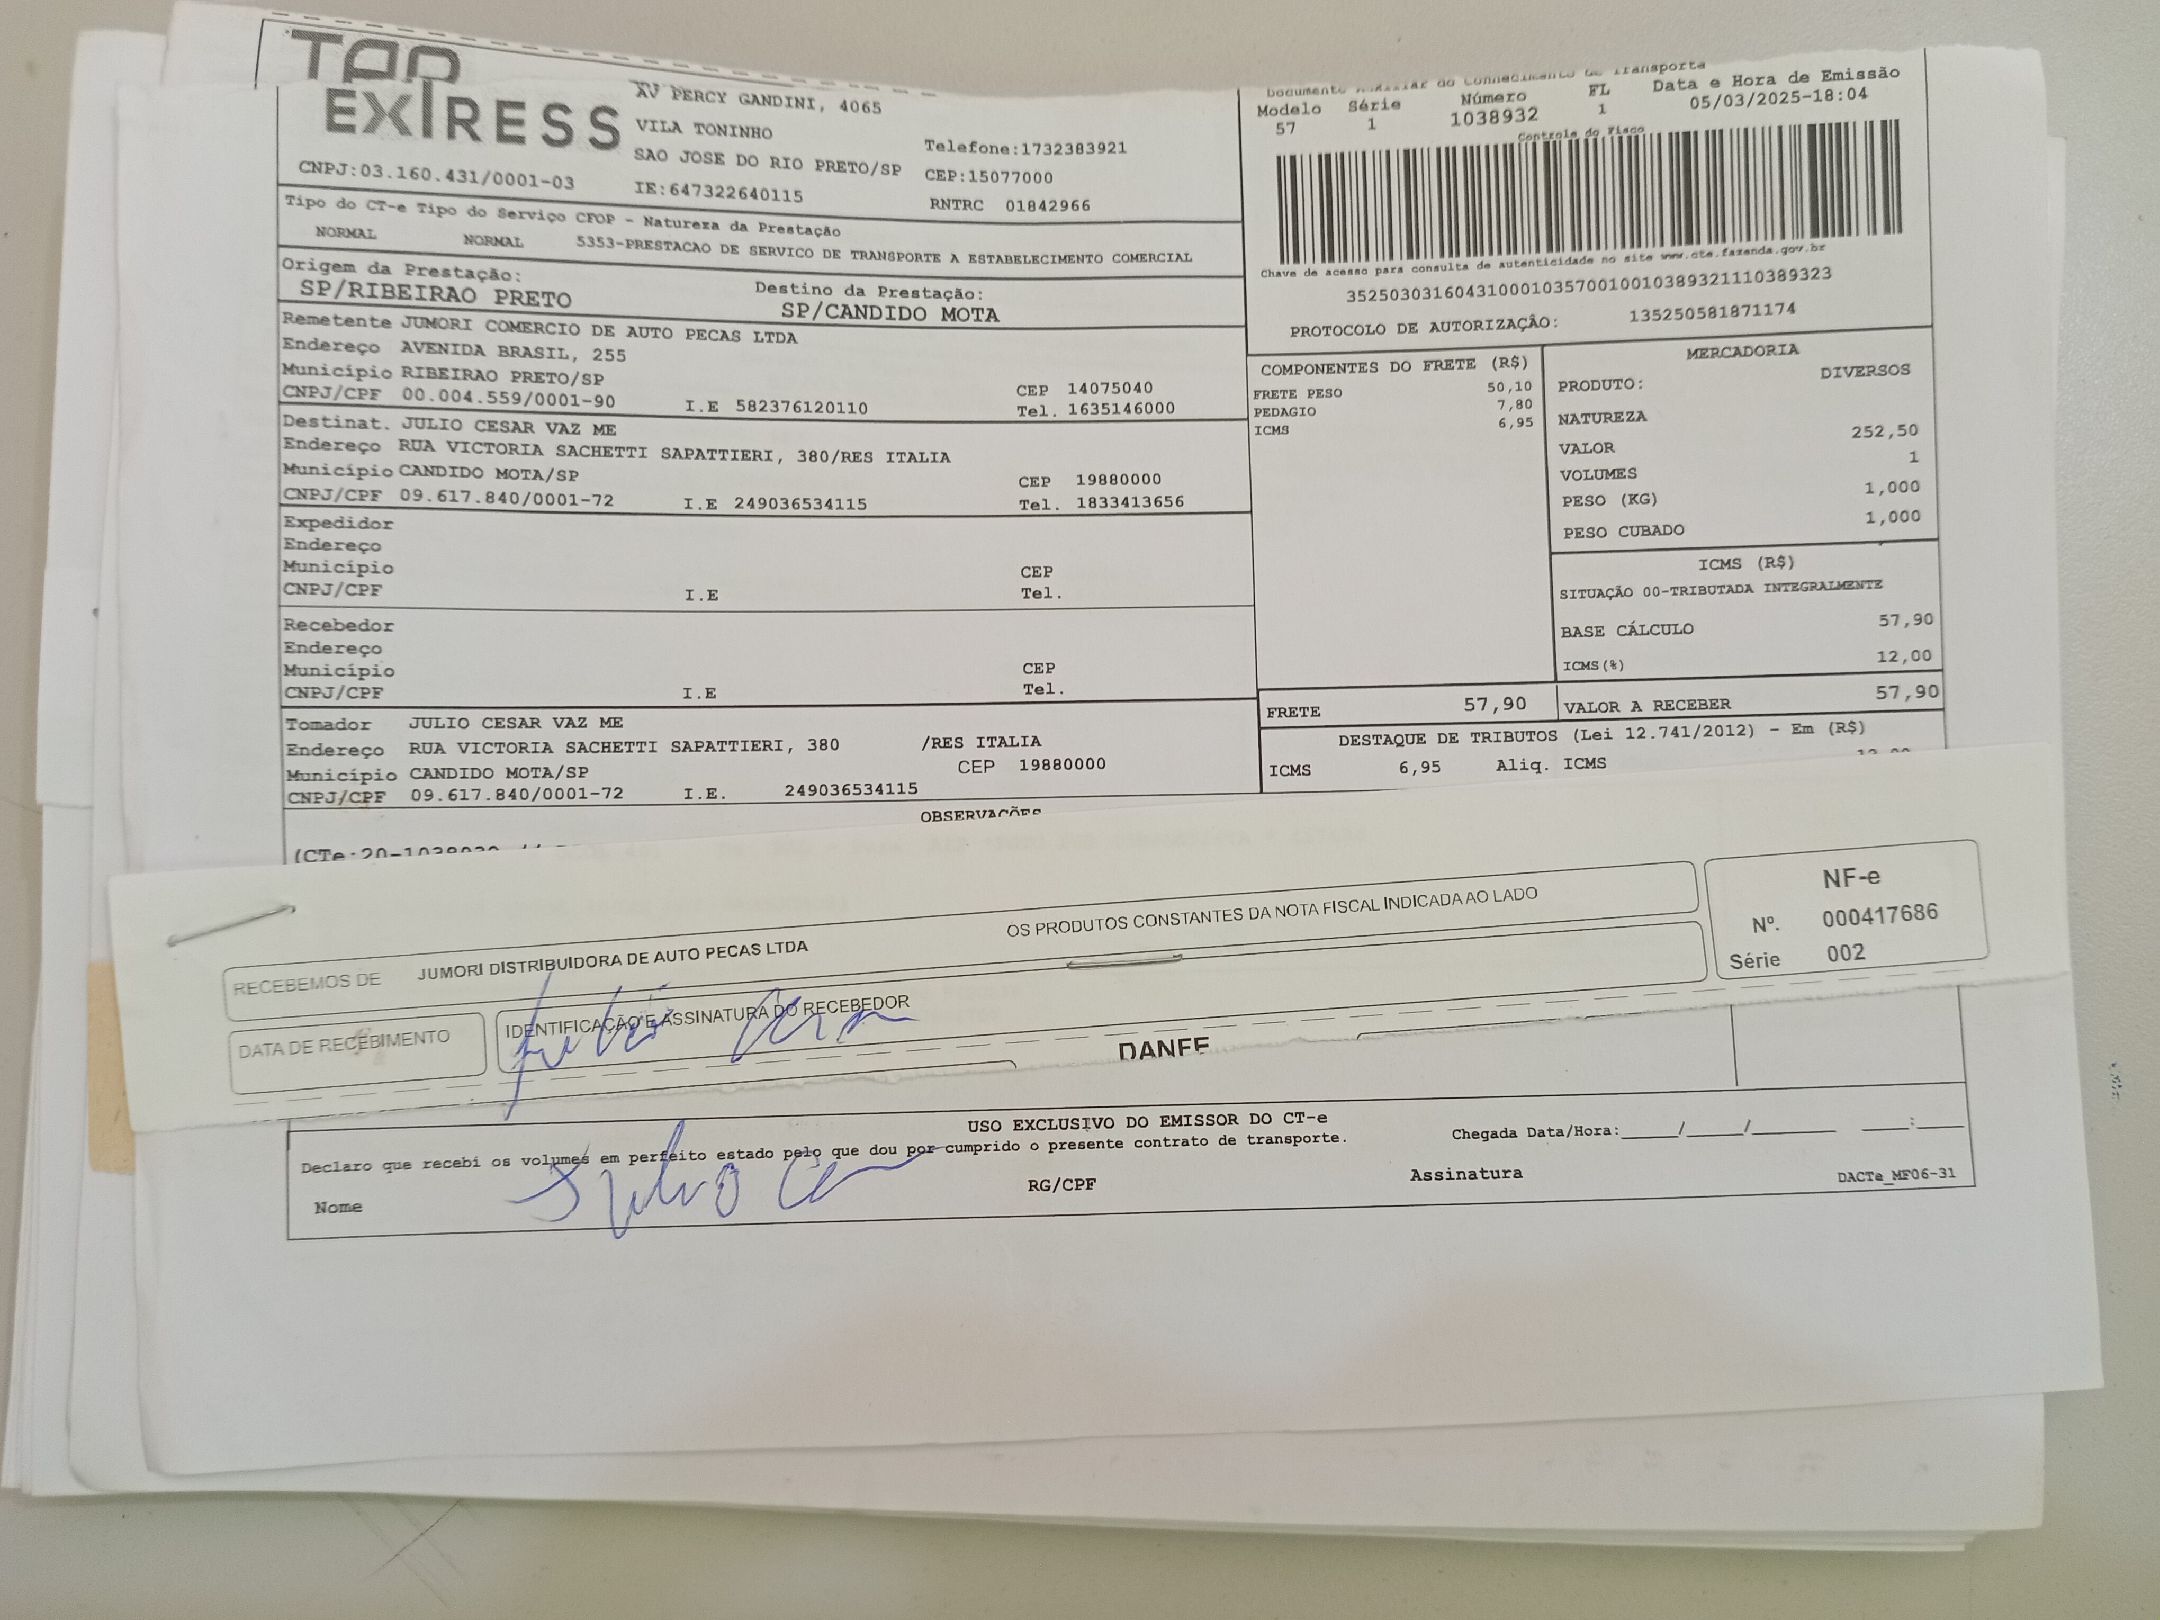 EXPRESS
AV PERCY GANDINI, 4065
VILA TONINHO
SAO JOSE DO RIO PRETO/SP
Telefone:1732383921
CEP:15077000
CNPJ:03.160.431/0001-03
IE:647322640115
RNTRC 01842966
Modelo Série Número FL Data e Hora de Emissão
57 1 1038932 1 05/03/2025-18:04
Controle do Fisco
Chave de acesso para consulta de autenticidade no site www.cte.fazenda.gov.br
35250303160431000103570010010389321110389323
PROTOCOLO DE AUTORIZAÇÂO: 135250581871174
Tipo do CT-e Tipo do Serviço CFOP - Natureza da Prestação
NORMAL NORMAL 5353-PRESTACAO DE SERVICO DE TRANSPORTE A ESTABELECIMENTO COMERCIAL
Origem da Prestação:
SP/RIBEIRAO PRETO
Destino da Prestação:
SP/CANDIDO MOTA
Remetente JUMORI COMERCIO DE AUTO PECAS LTDA
Endereço AVENIDA BRASIL, 255
Município RIBEIRAO PRETO/SP CEP 14075040
CNPJ/CPF 00.004.559/0001-90 I.E 582376120110 Tel. 1635146000
Destinat. JULIO CESAR VAZ ME
Endereço RUA VICTORIA SACHETTI SAPATTIERI, 380/RES ITALIA
Município CANDIDO MOTA/SP CEP 19880000
CNPJ/CPF 09.617.840/0001-72 I.E 249036534115 Tel. 1833413656
Expedidor
Endereço
Município CEP
CNPJ/CPF I.E Tel.
Recebedor
Endereço
Município CEP
CNPJ/CPF I.E Tel.
Tomador JULIO CESAR VAZ ME
Endereço RUA VICTORIA SACHETTI SAPATTIERI, 380 /RES ITALIA
Município CANDIDO MOTA/SP CEP 19880000
CNPJ/CPF 09.617.840/0001-72 I.E. 249036534115
COMPONENTES DO FRETE (R$)
FRETE PESO 50,10
PEDAGIO 7,80
ICMS 6,95
MERCADORIA
PRODUTO: DIVERSOS
NATUREZA
VALOR 252,50
VOLUMES 1
PESO (KG) 1,000
PESO CUBADO 1,000
ICMS (R$)
SITUAÇÃO 00-TRIBUTADA INTEGRALMENTE
BASE CÁLCULO 57,90
ICMS(%) 12,00
FRETE 57,90 VALOR A RECEBER 57,90
DESTAQUE DE TRIBUTOS (Lei 12.741/2012) - Em (R$)
ICMS 6,95 Aliq. ICMS
OBSERVAÇÕES
RECEBEMOS DE JUMORI DISTRIBUIDORA DE AUTO PECAS LTDA OS PRODUTOS CONSTANTES DA NOTA FISCAL INDICADA AO LADO
DATA DE RECEBIMENTO IDENTIFICAÇÃO E ASSINATURA DO RECEBEDOR
NF-e
Nº. 000417686
Série 002
DANFE
USO EXCLUSIVO DO EMISSOR DO CT-e
Declaro que recebi os volumes em perfeito estado pelo que dou por cumprido o presente contrato de transporte.
Chegada Data/Hora:_____/_____/_______ ____:____
Nome RG/CPF Assinatura
DACTe_MF06-31